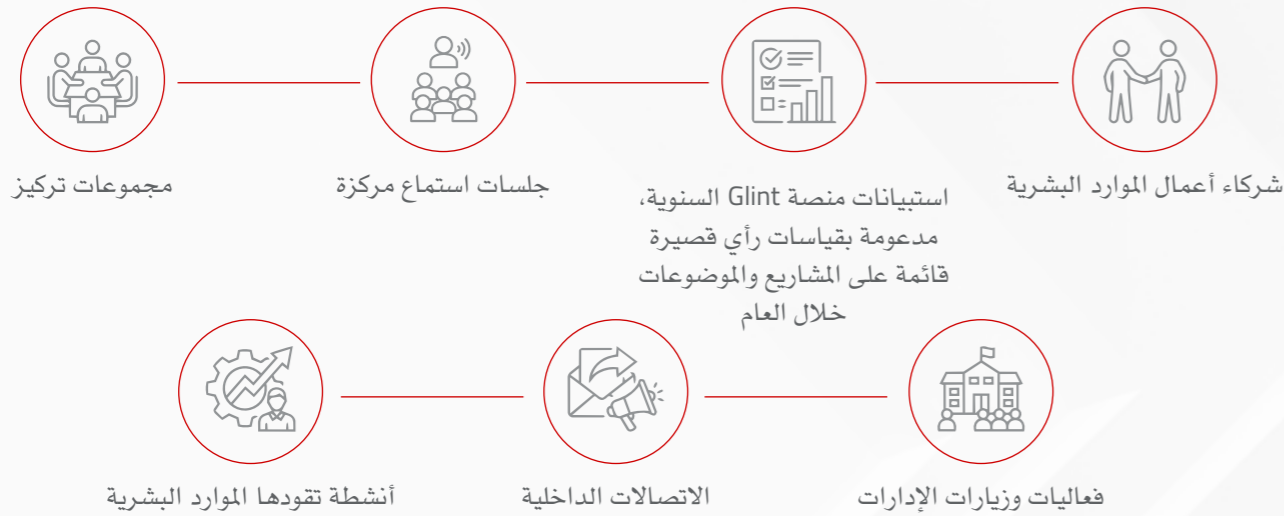 شركاء أعمال الموارد البشرية
استبيانات منصة Glint السنوية،
مدعومة بقياسات رأي قصيرة
قائمة على المشاريع والموضوعات
خلال العام
جلسات استماع مركزة
مجموعات تركيز
فعاليات وزيارات الإدارات
الاتصالات الداخلية
أنشطة تقودها الموارد البشرية